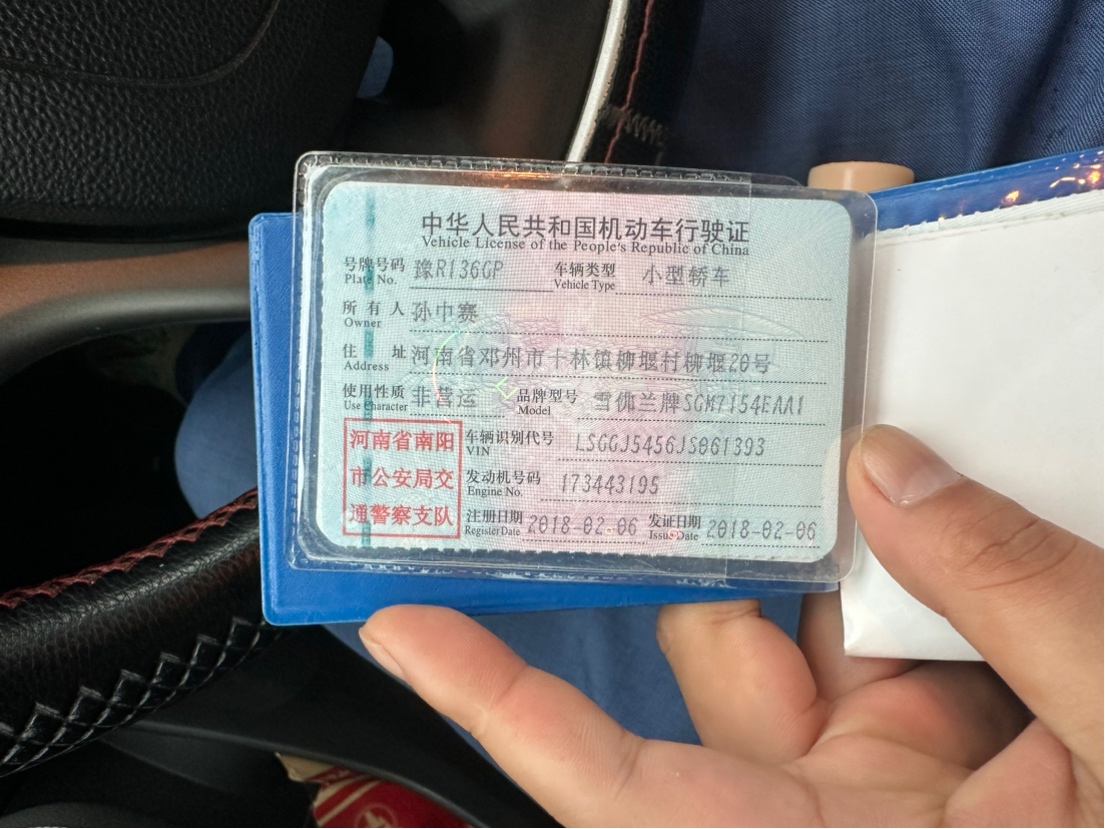 中华人民共和国机动车行驶证
Vehicle License of the People's Republic of China
号牌号码 豫R136GP 车辆类型 小型轿车
Plate No. Vehicle Type
所有人 孙中赛
Owner
住址 河南省邓州市十林镇柳堰村柳堰20号
Address
使用性质 非营运 品牌型号 雪佛兰牌SGM7154EAA1
Use Character Model
河南省南阳 车辆识别代号 LSGGJ5456JS061393
VIN
市公安局交 发动机号码 173443195
Engine No.
通警察支队 注册日期 2018-02-06 发证日期 2018-02-06
Register Date Issue Date